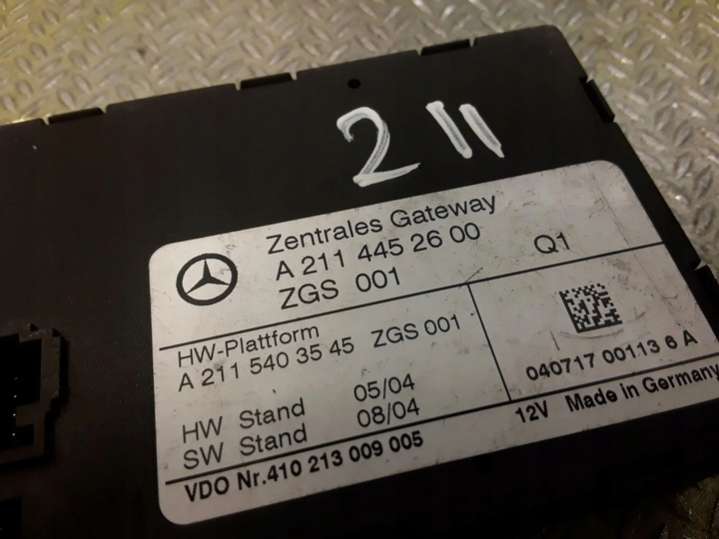 211
Zentrales Gateway
A 211 445 26 00
ZGS 001
Q1
HW-Plattform
A 211 540 35 45 ZGS 001
HW Stand 05/04
SW Stand 08/04
040717 00113 6 A
VDO Nr.410 213 009 005
12V Made in Germany